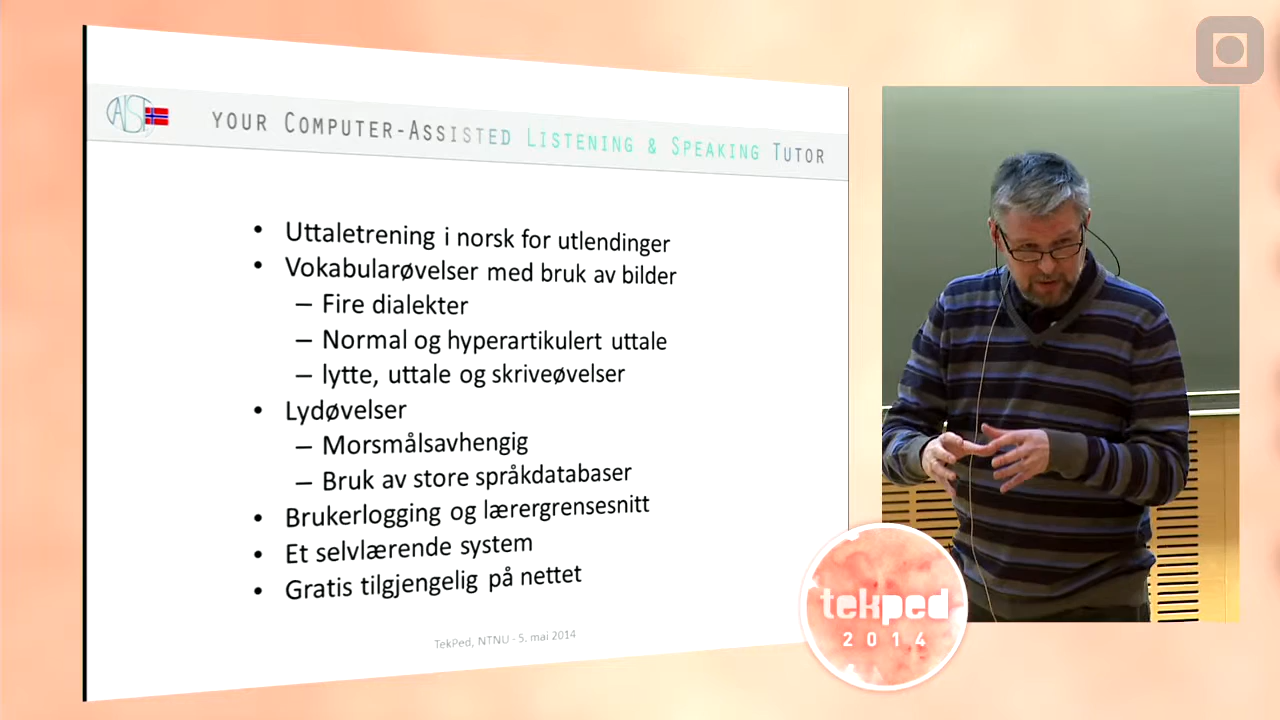 CALST
YOUR COMPUTER-ASSISTED LISTENING & SPEAKING TUTOR
• Uttaletrening i norsk for utlendinger
• Vokabularøvelser med bruk av bilder
– Fire dialekter
– Normal og hyperartikulert uttale
– lytte, uttale og skriveøvelser
• Lydøvelser
– Morsmålsavhengig
– Bruk av store språkdatabaser
• Brukerlogging og lærergrensesnitt
• Et selvlærende system
• Gratis tilgjengelig på nettet
TekPed, NTNU - 5. mai 2014
tekped
2014